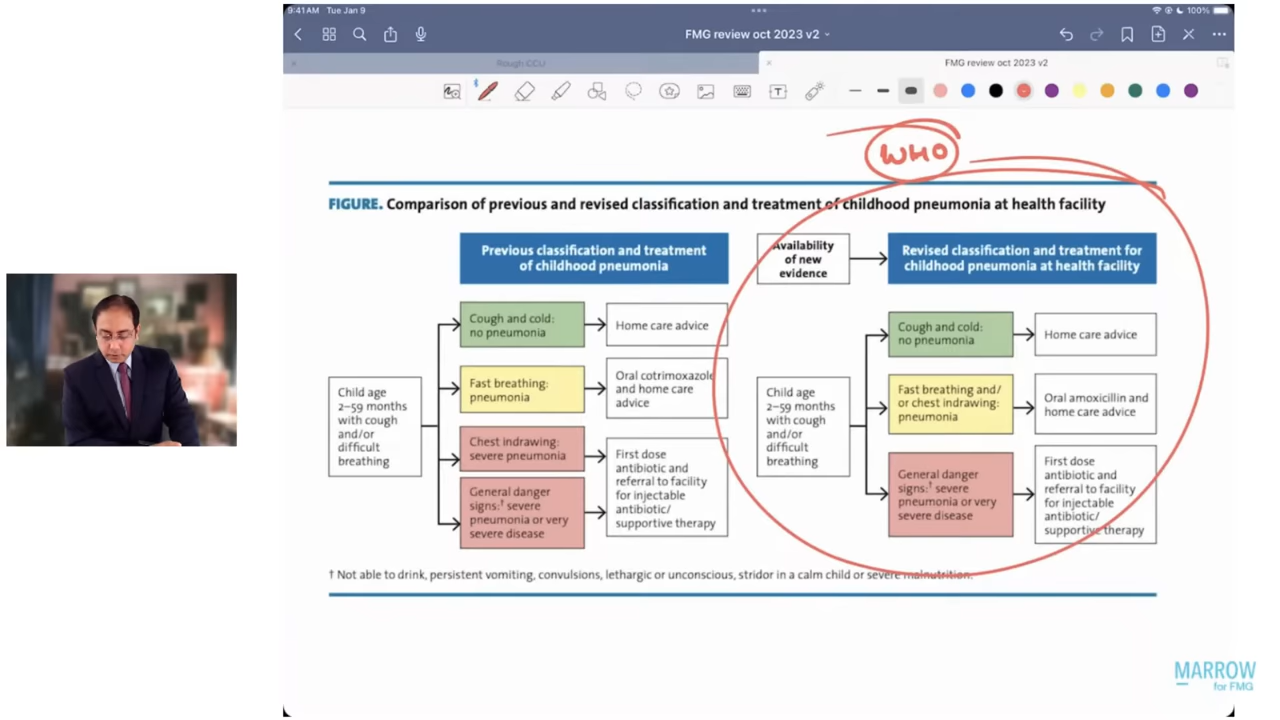 9:41AM Tue Jan 9
100%
FMG review oct 2023 v2
Rough CCU
FMG review oct 2023 v2
T
WHO
FIGURE. Comparison of previous and revised classification and treatment of childhood pneumonia at health facility
Previous classification and treatment
of childhood pneumonia
Cough and cold:
no pneumonia
Home care advice
Fast breathing:
pneumonia
Oral cotrimoxazole
and home care
advice
Child age
2–59 months
with cough
and/or
difficult
breathing
Chest indrawing:
severe pneumonia
General danger
signs:† severe
pneumonia or very
severe disease
First dose
antibiotic and
referral to facility
for injectable
antibiotic/
supportive therapy
Availability
of new
evidence
Revised classification and treatment for
childhood pneumonia at health facility
Cough and cold:
no pneumonia
Home care advice
Child age
2–59 months
with cough
and/or
difficult
breathing
Fast breathing and/
or chest indrawing:
pneumonia
Oral amoxicillin and
home care advice
General danger
signs:† severe
pneumonia or very
severe disease
First dose
antibiotic and
referral to facility
for injectable
antibiotic/
supportive therapy
† Not able to drink, persistent vomiting, convulsions, lethargic or unconscious, stridor in a calm child or severe malnutrition.
MARROW
for FMG